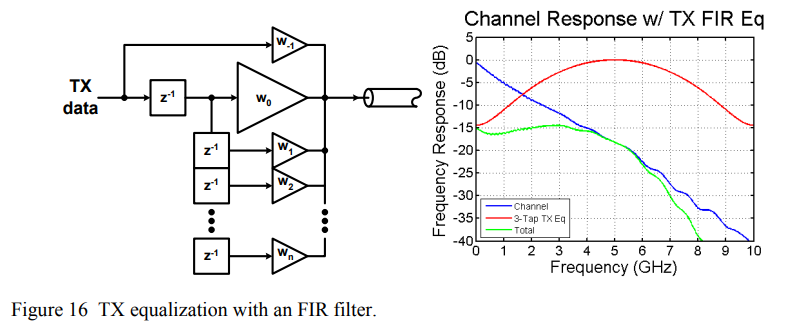 Channel Response w/ TX FIR Eq
TX
data
z-1
w-1
w0
z-1
w1
z-1
w2
z-1
wn
Frequency Response (dB)
5
0
-5
-10
-15
-20
-25
-30
-35
-40
Channel
3-Tap TX Eq
Total
0 1 2 3 4 5 6 7 8 9 10
Frequency (GHz)
Figure 16 TX equalization with an FIR filter.